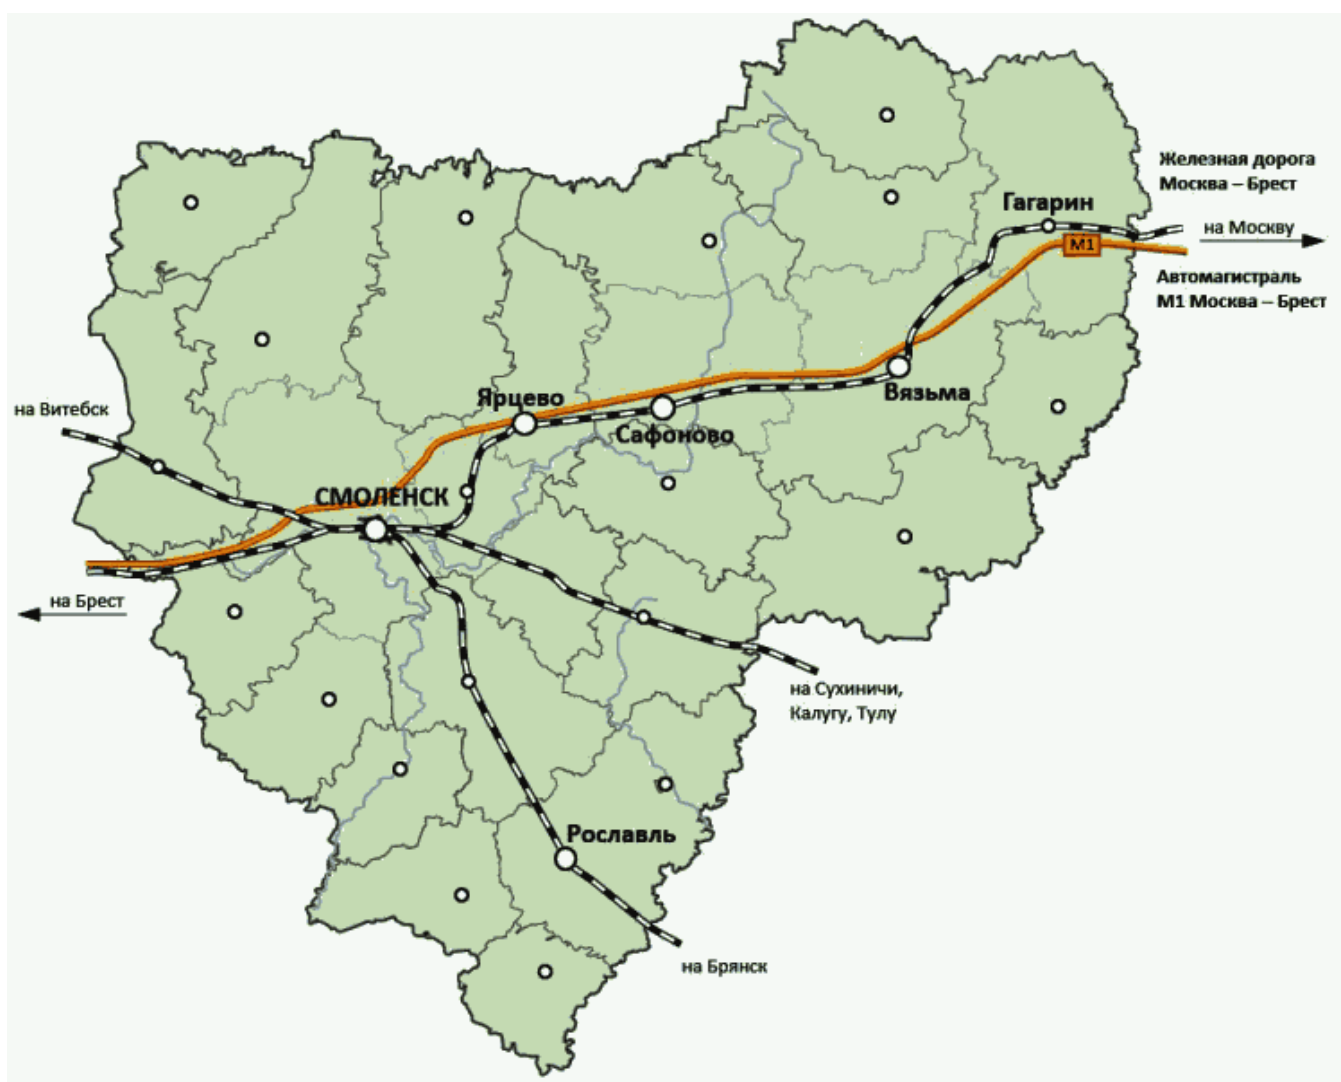 Железная дорога
Москва – Брест
Гагарин
на Москву
М1
Автомагистраль
М1 Москва – Брест
Вязьма
Ярцево
Сафоново
на Витебск
СМОЛЕНСК
на Брест
на Сухиничи,
Калугу, Тулу
Рославль
на Брянск